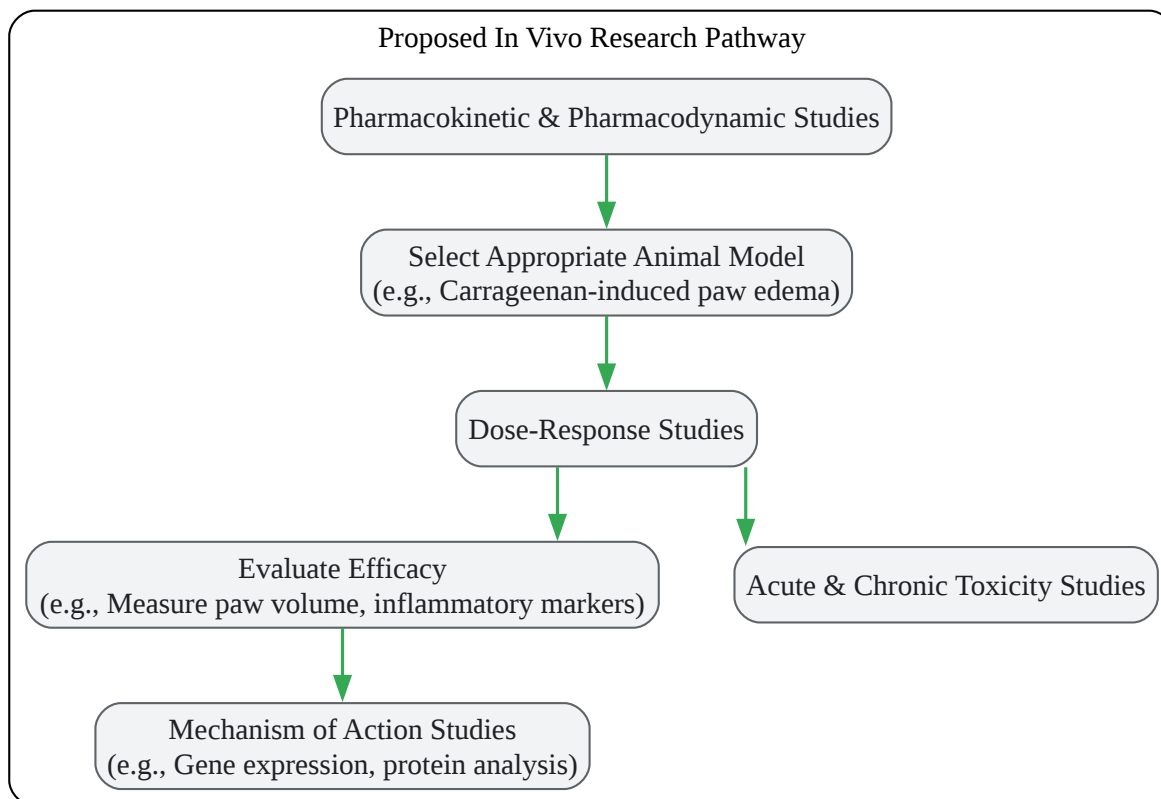 Proposed In Vivo Research Pathway
Pharmacokinetic & Pharmacodynamic Studies
Select Appropriate Animal Model
(e.g., Carrageenan-induced paw edema)
Dose-Response Studies
Evaluate Efficacy
(e.g., Measure paw volume, inflammatory markers)
Acute & Chronic Toxicity Studies
Mechanism of Action Studies
(e.g., Gene expression, protein analysis)